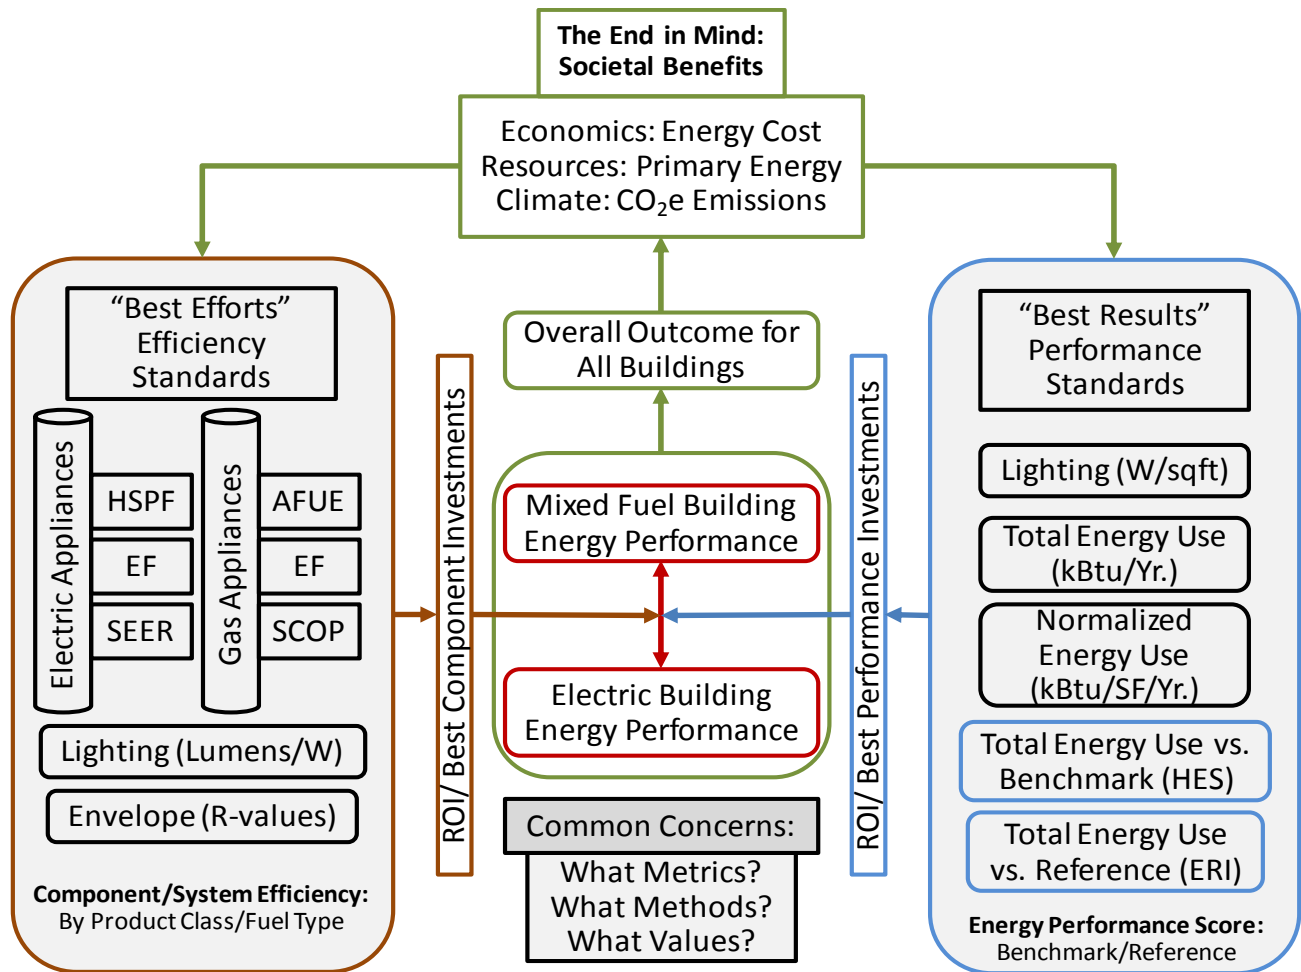 The End in Mind:
Societal Benefits
Economics: Energy Cost
Resources: Primary Energy
Climate: CO₂e Emissions
“Best Efforts”
Efficiency
Standards
Electric Appliances
HSPF
EF
SEER
Gas Appliances
AFUE
EF
SCOP
Lighting (Lumens/W)
Envelope (R-values)
Component/System Efficiency:
By Product Class/Fuel Type
ROI/ Best Component Investments
Overall Outcome for
All Buildings
Mixed Fuel Building
Energy Performance
Electric Building
Energy Performance
Common Concerns:
What Metrics?
What Methods?
What Values?
ROI/ Best Performance Investments
“Best Results”
Performance
Standards
Lighting (W/sqft)
Total Energy Use
(kBtu/Yr.)
Normalized
Energy Use
(kBtu/SF/Yr.)
Total Energy Use vs.
Benchmark (HES)
Total Energy Use
vs. Reference (ERI)
Energy Performance Score:
Benchmark/Reference